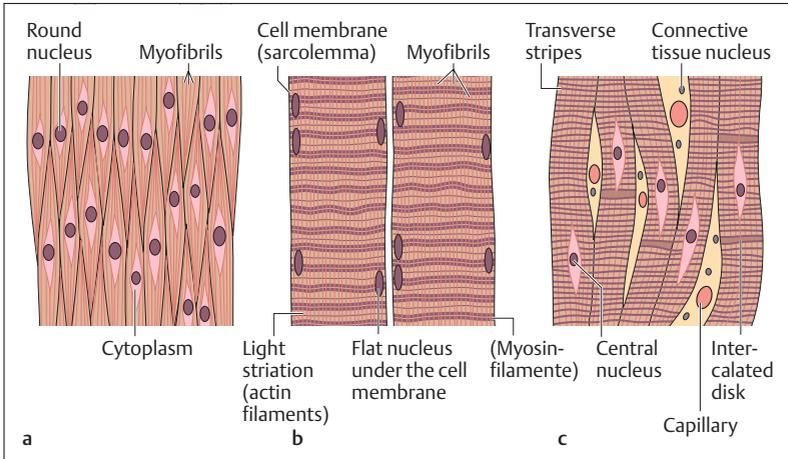 Round
nucleus
Myofibrils
Cell membrane
(sarcolemma)
Myofibrils
Transverse
stripes
Connective
tissue nucleus
Cytoplasm
Light
striation
(actin
filaments)
Flat nucleus
under the cell
membrane
(Myosin-
filamente)
Central
nucleus
Inter-
calated
disk
Capillary
a
b
c